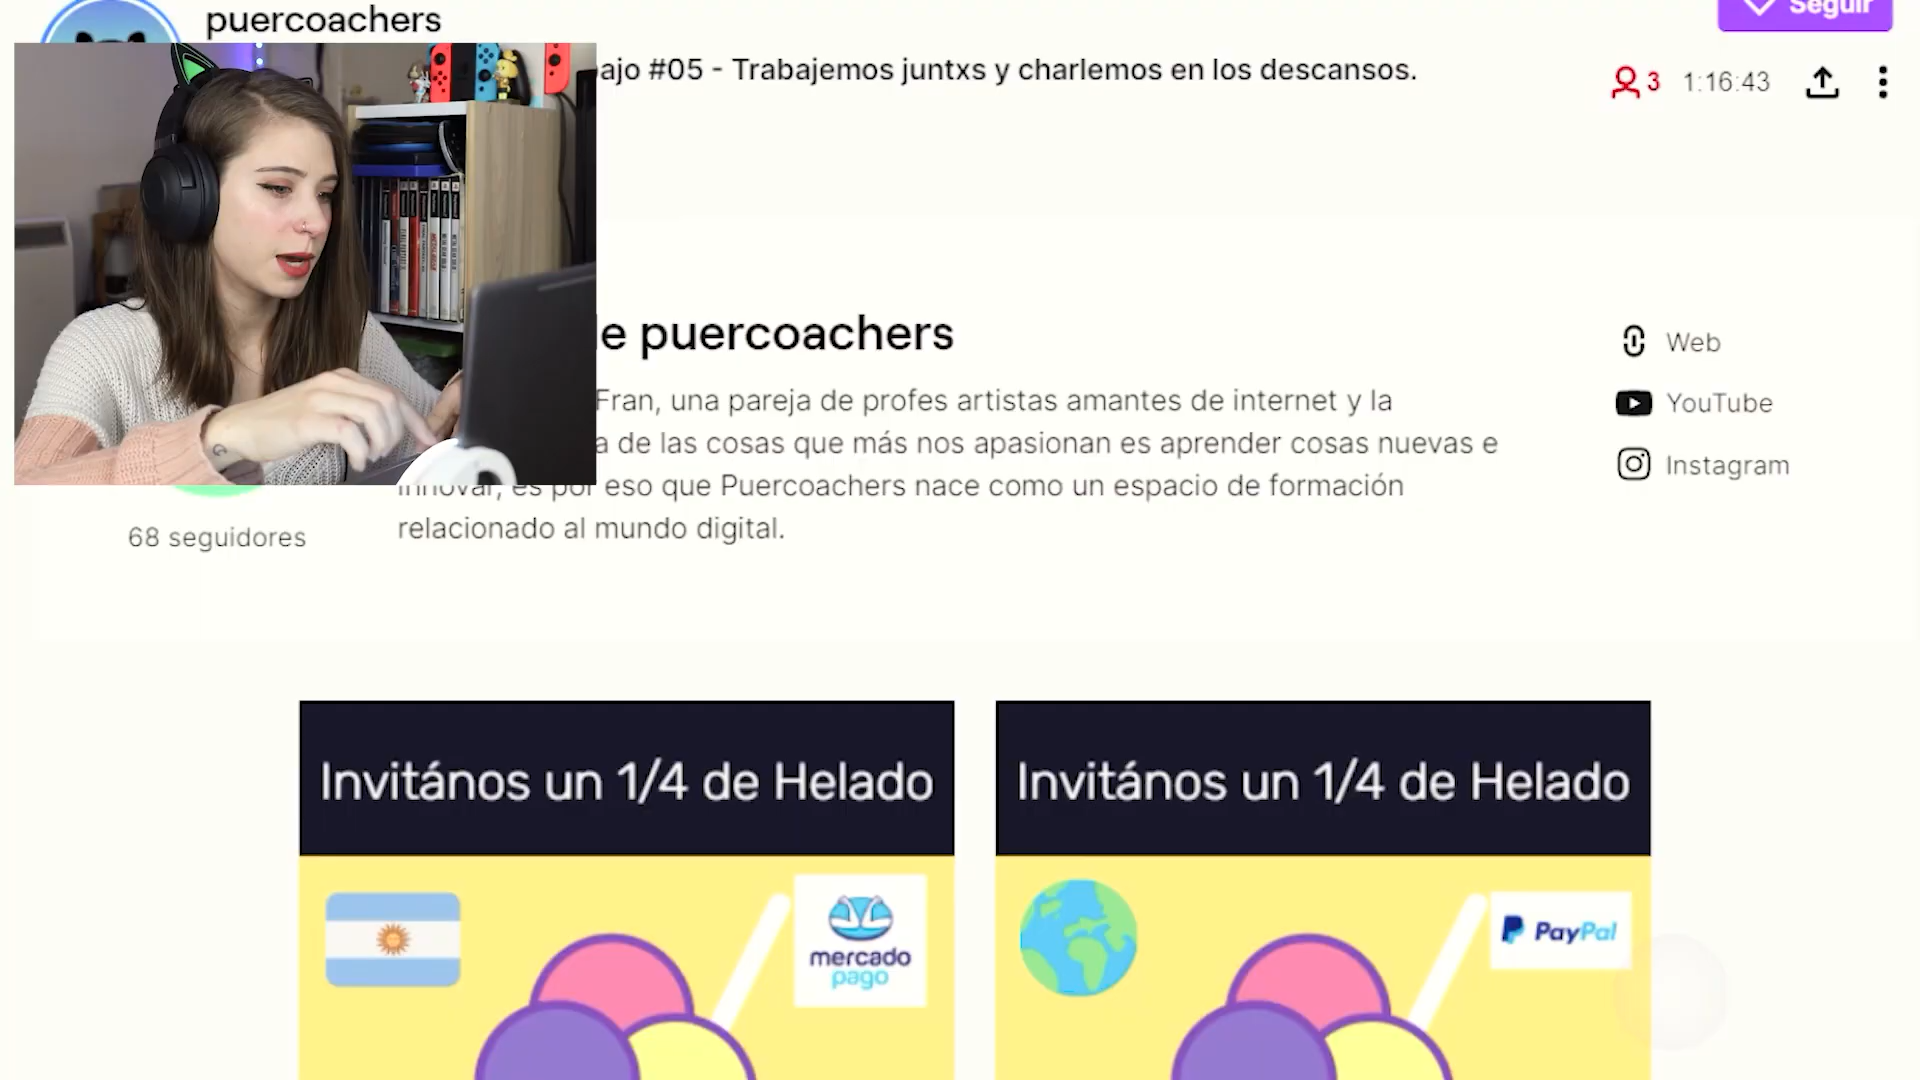 puercoachers
Seguir
ajo #05 - Trabajemos juntxs y charlemos en los descansos.
3 1:16:43
e puercoachers
Web
Fran, una pareja de profes artistas amantes de internet y la
YouTube
a de las cosas que más nos apasionan es aprender cosas nuevas e
Instagram
innovar, es por eso que Puercoachers nace como un espacio de formación
relacionado al mundo digital.
68 seguidores
Invitános un 1/4 de Helado
Invitános un 1/4 de Helado
mercado
pago
PayPal